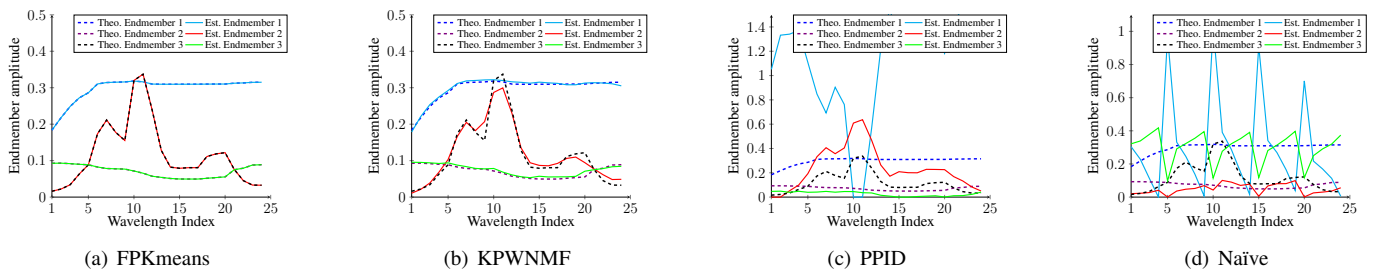 0.5
0.4
0.3
0.2
0.1
0
Endmember amplitude
Theo. Endmember 1 Est. Endmember 1
Theo. Endmember 2 Est. Endmember 2
Theo. Endmember 3 Est. Endmember 3
1 5 10 15 20 25
Wavelength Index
(a) FPKmeans
0.5
0.4
0.3
0.2
0.1
0
Endmember amplitude
Theo. Endmember 1 Est. Endmember 1
Theo. Endmember 2 Est. Endmember 2
Theo. Endmember 3 Est. Endmember 3
1 5 10 15 20 25
Wavelength Index
(b) KPWNMF
1.4
1.2
1
0.8
0.6
0.4
0.2
0
Endmember amplitude
Theo. Endmember 1 Est. Endmember 1
Theo. Endmember 2 Est. Endmember 2
Theo. Endmember 3 Est. Endmember 3
1 5 10 15 20 25
Wavelength Index
(c) PPID
1
0.8
0.6
0.4
0.2
0
Endmember amplitude
Theo. Endmember 1 Est. Endmember 1
Theo. Endmember 2 Est. Endmember 2
Theo. Endmember 3 Est. Endmember 3
1 5 10 15 20 25
Wavelength Index
(d) Naïve